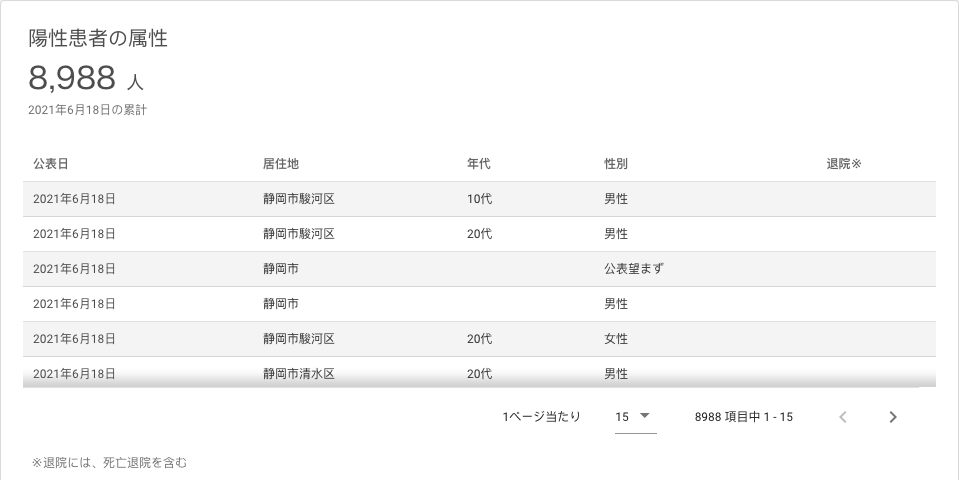 陽性患者の属性
8,988 人
2021年6月18日の累計
公表日 居住地 年代 性別 退院※
2021年6月18日 静岡市駿河区 10代 男性
2021年6月18日 静岡市駿河区 20代 男性
2021年6月18日 静岡市 公表望まず
2021年6月18日 静岡市 男性
2021年6月18日 静岡市駿河区 20代 女性
2021年6月18日 静岡市清水区 20代 男性
1ページ当たり 15 8988 項目中 1 - 15
※退院には、死亡退院を含む